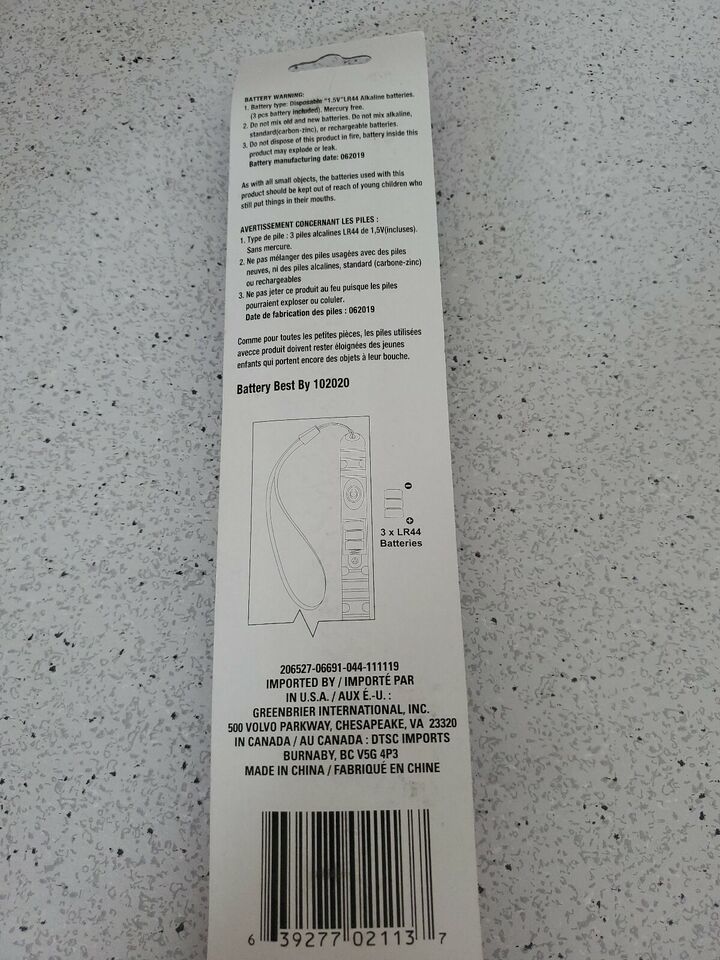 BATTERY WARNING:
1. Battery type: Disposable "1.5V"LR44 Alkaline batteries.
(3 pcs battery included). Mercury free.
2. Do not mix old and new batteries. Do not mix alkaline,
standard(carbon-zinc), or rechargeable batteries.
3. Do not dispose of this product in fire, battery inside this
product may explode or leak.
Battery manufacturing date: 062019
As with all small objects, the batteries used with this
product should be kept out of reach of young children who
still put things in their mouths.
AVERTISSEMENT CONCERNANT LES PILES :
1. Type de pile : 3 piles alcalines LR44 de 1,5V(incluses).
Sans mercure.
2. Ne pas mélanger des piles usagées avec des piles
neuves, ni des piles alcalines, standard (carbone-zinc)
ou rechargeables
3. Ne pas jeter ce produit au feu puisque les piles
pourraient exploser ou coluler.
Date de fabrication des piles : 062019
Comme pour toutes les petites pièces, les piles utilisées
avecce produit doivent rester éloignées des jeunes
enfants qui portent encore des objets à leur bouche.
Battery Best By 102020
3 x LR44
Batteries
206527-06691-044-111119
IMPORTED BY / IMPORTÉ PAR
IN U.S.A. / AUX É.-U. :
GREENBRIER INTERNATIONAL, INC.
500 VOLVO PARKWAY, CHESAPEAKE, VA 23320
IN CANADA / AU CANADA : DTSC IMPORTS
BURNABY, BC V5G 4P3
MADE IN CHINA / FABRIQUÉ EN CHINE
6 39277 02113 7